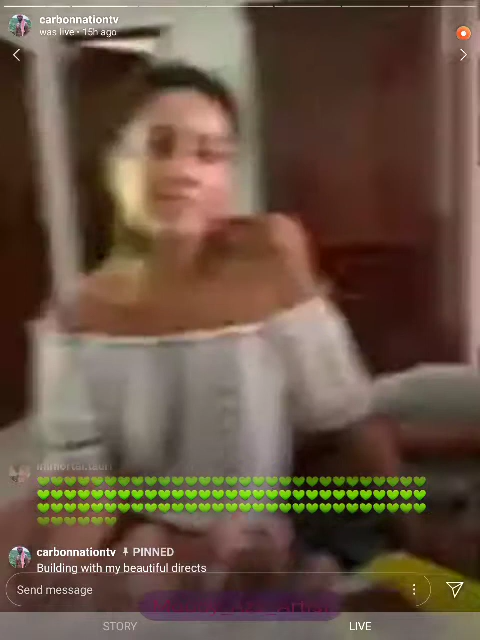 carbonnationtv
was live • 15h ago
💚💚💚💚💚💚💚💚💚💚💚💚💚💚💚💚💚💚💚💚💚💚💚💚💚💚💚💚💚
💚💚💚💚💚💚💚💚💚💚💚💚💚💚💚💚💚💚💚💚💚💚💚💚💚💚💚💚💚
💚💚💚💚💚💚💚💚💚💚💚💚💚💚💚💚💚💚💚💚💚💚💚💚💚💚💚💚💚
💚💚💚💚💚💚
carbonnationtv PINNED
Building with my beautiful directs
Send message
STORY LIVE